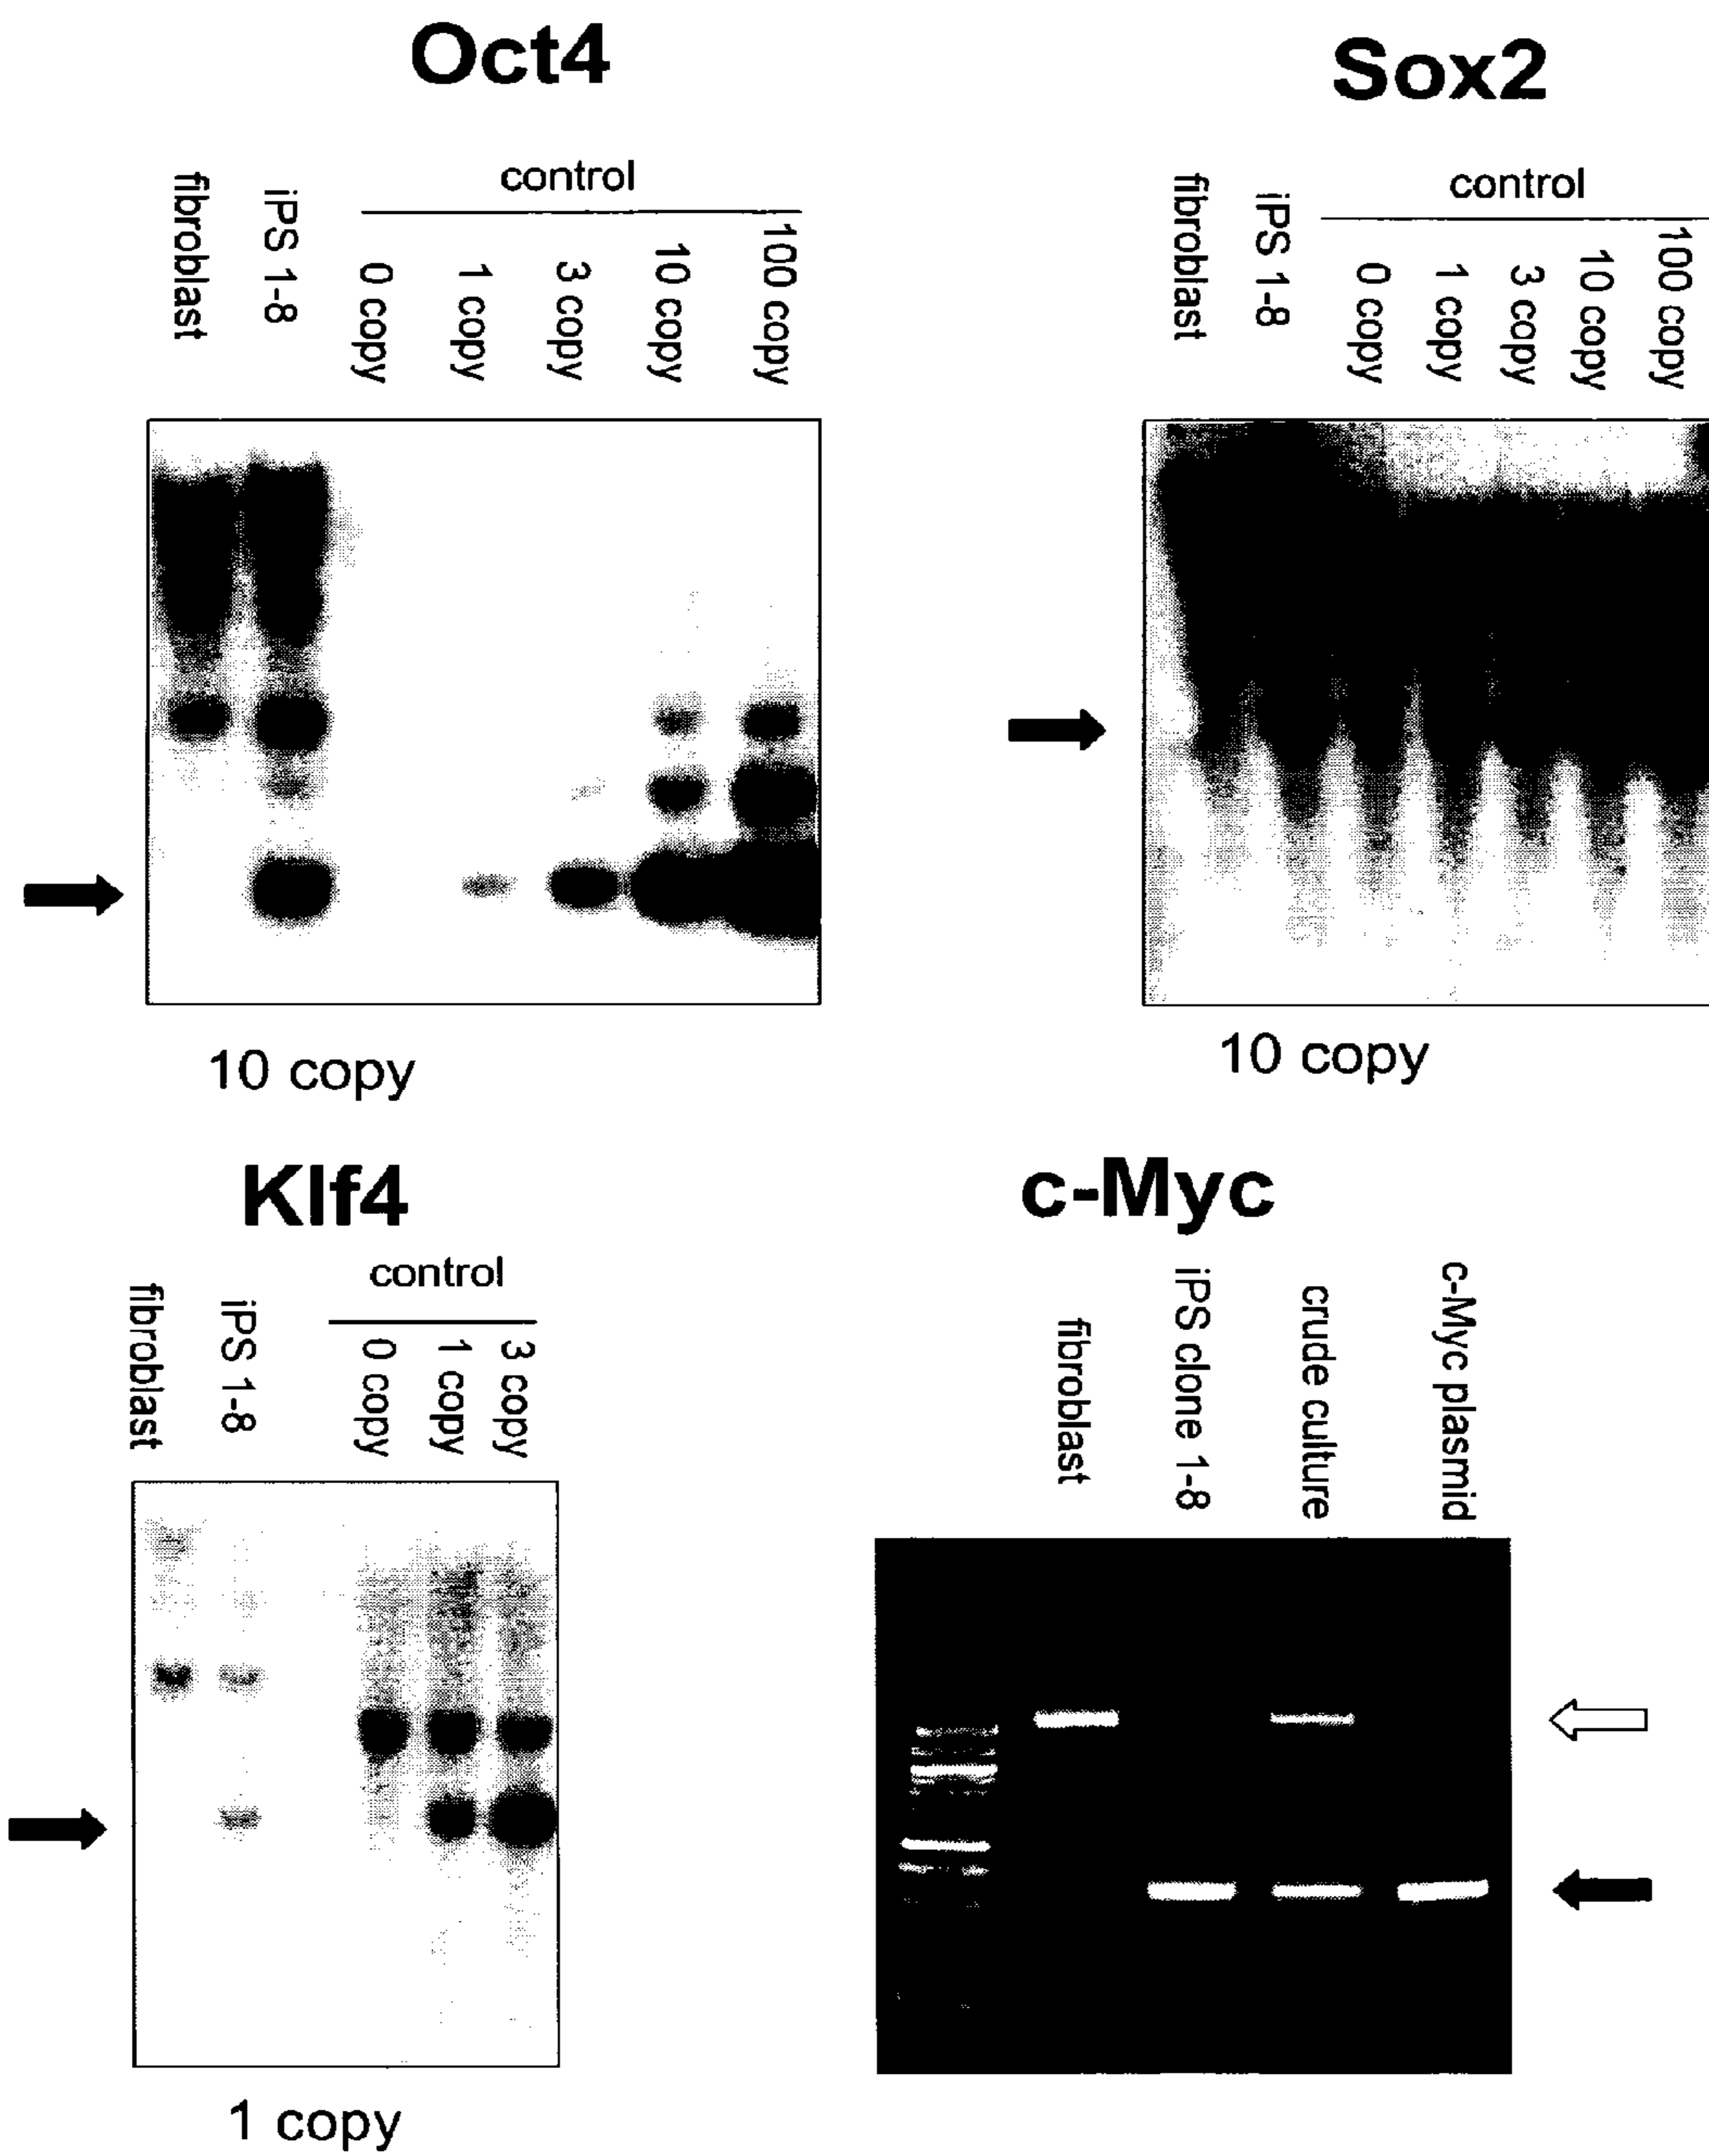 Oct4
control
fibroblast
iPS 1-8
0 copy
1 copy
3 copy
10 copy
100 copy
10 copy
Sox2
control
fibroblast
iPS 1-8
0 copy
1 copy
3 copy
10 copy
100 copy
10 copy
Klf4
control
fibroblast
iPS 1-8
0 copy
1 copy
3 copy
1 copy
c-Myc
fibroblast
iPS clone 1-8
crude culture
c-Myc plasmid